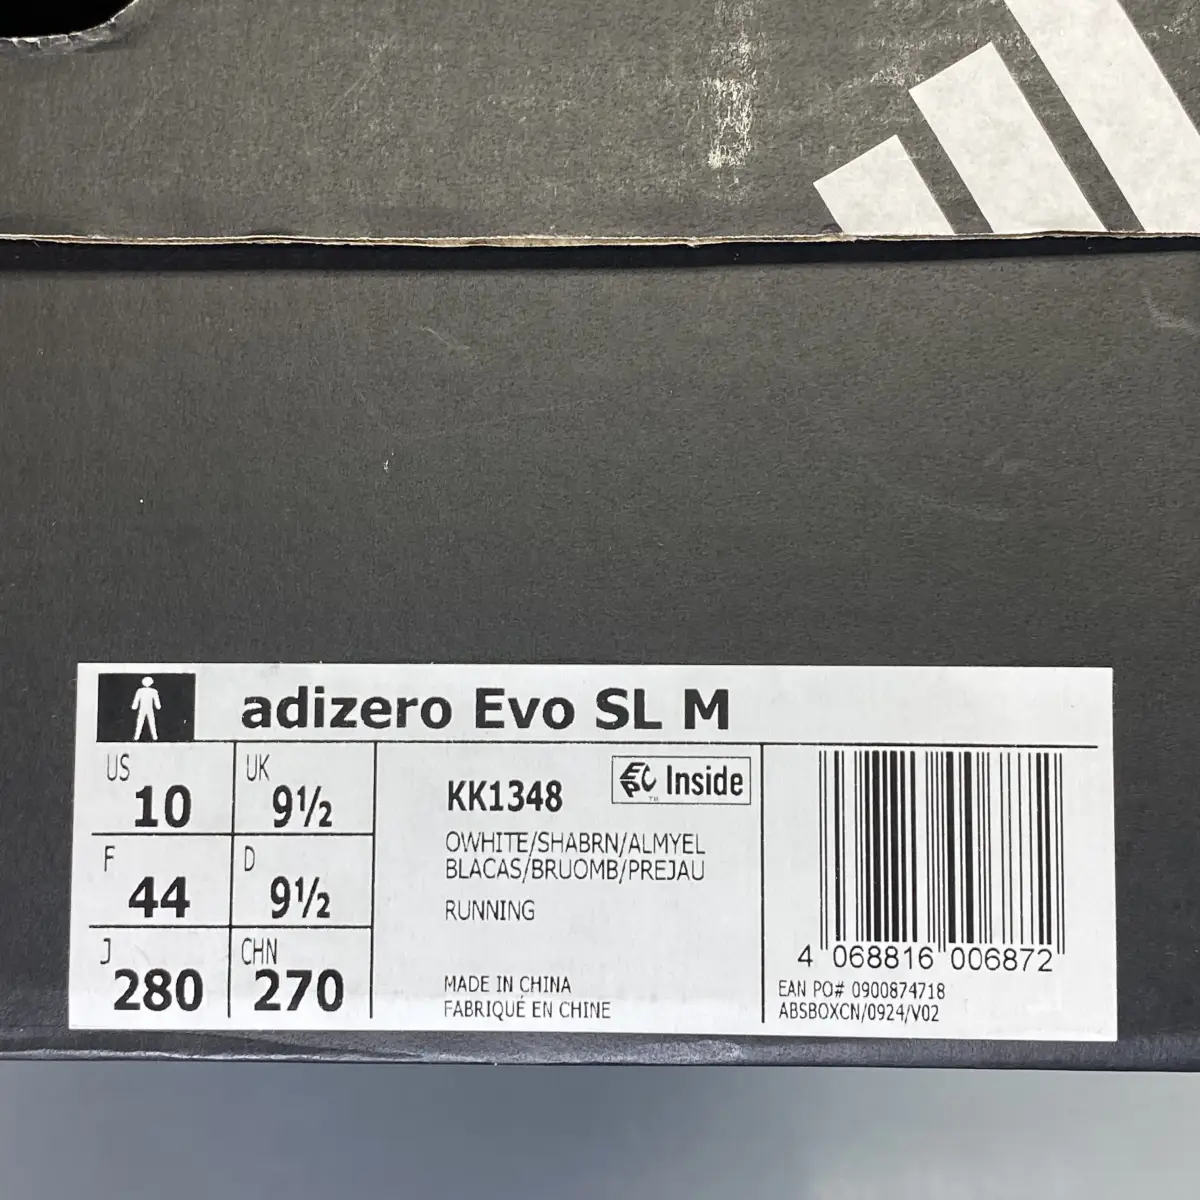 adizero Evo SL M
US
10
UK
9½
F
44
D
9½
J
280
CHN
270
KK1348
EPC Inside
TM
OWHITE/SHABRN/ALMYEL
BLACAS/BRUOMB/PREJAU
RUNNING
MADE IN CHINA
FABRIQUÉ EN CHINE
4 068816 006872
EAN PO# 0900874718
ABSBOXCN/0924/V02